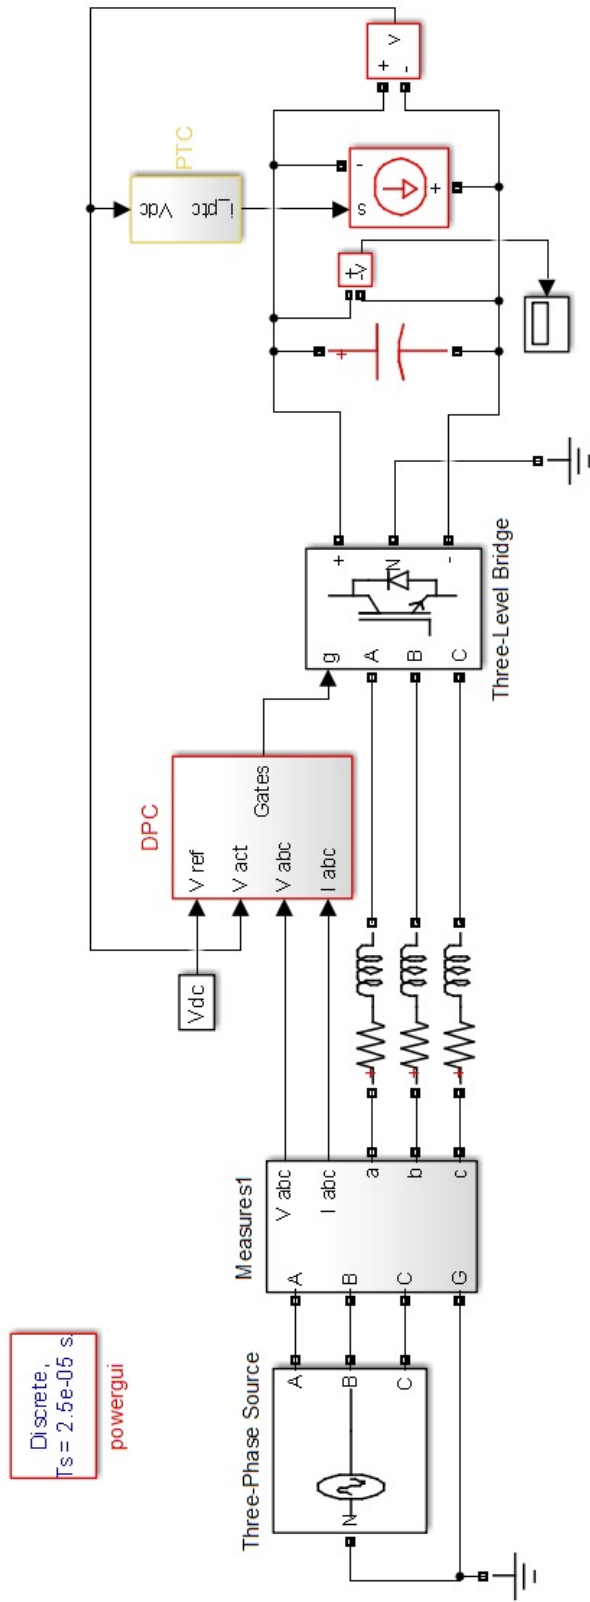 Discrete,
Ts = 2.5e-05 s.
powergui
Three-Phase Source
N
A
B
C
Measures1
A
B
C
G
V abc
I abc
a
b
c
+
+
+
Vdc
DPC
V ref
V act
V abc
I abc
Gates
Three-Level Bridge
g
A
B
C
+
N
-
+
+
-
v
PTC
Vdc
i_ptc
s
-
+
+
-
v